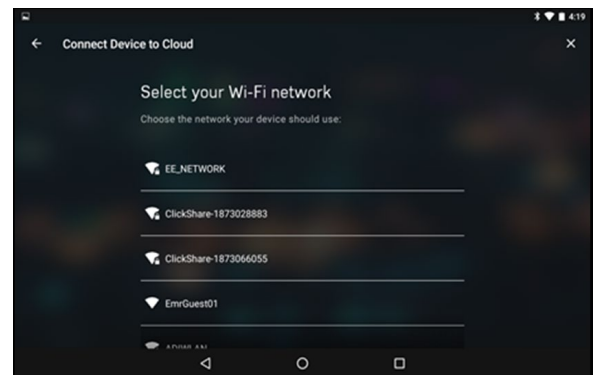 4:19
Connect Device to Cloud
Select your Wi-Fi network
Choose the network your device should use:
EE_NETWORK
ClickShare-1873028883
ClickShare-1873066055
EmrGuest01